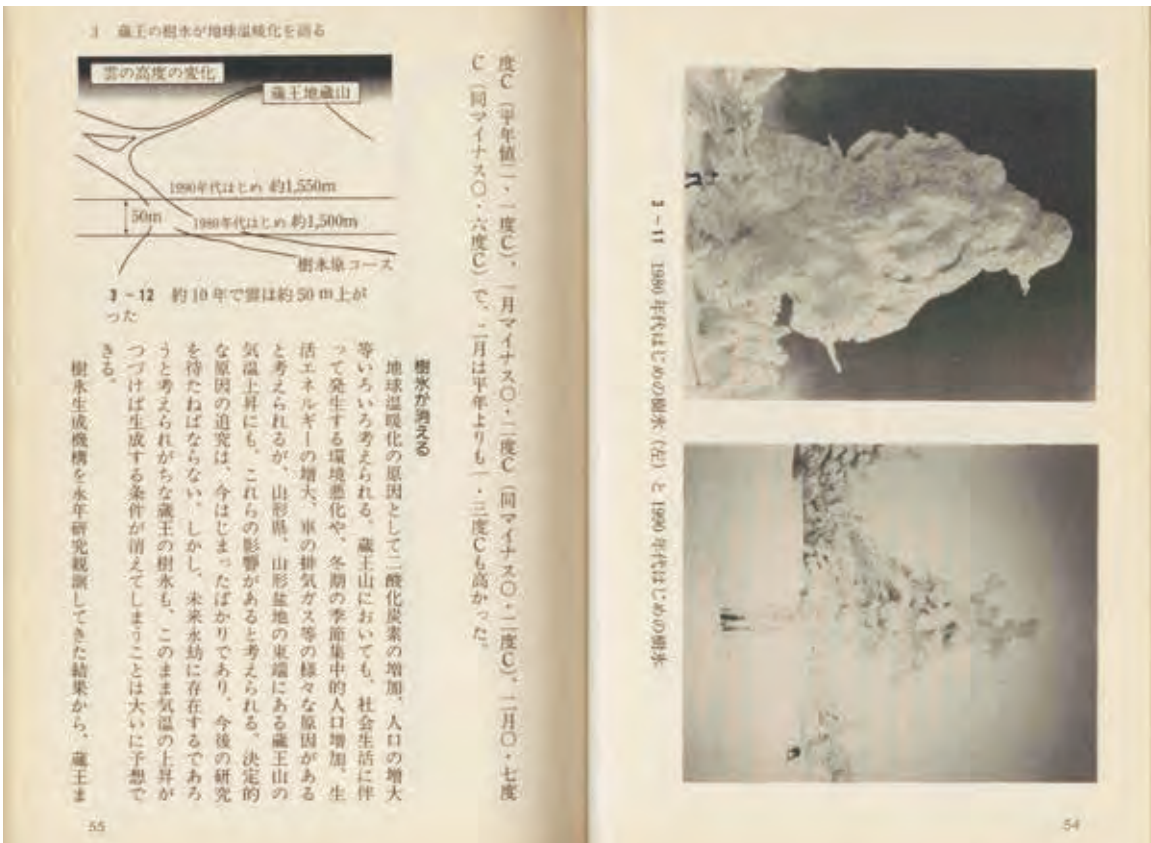 3-11 1980年代はじめの樹氷（左）と1990年代はじめの樹氷
54
3 蔵王の樹氷が地球温暖化を語る
度C（平年値二・一度C）、一月マイナス〇・二度C（同マイナス〇・二度C）、二月〇・七度
C（同マイナス〇・六度C）で、二月は平年よりも一・三度Cも高かった。
雲の高度の変化
蔵王地蔵山
1990年代はじめ 約1,550m
50m
1980年代はじめ 約1,500m
樹氷原コース
3-12 約10年で雲は約50m上が
った
樹氷が消える
地球温暖化の原因として二酸化炭素の増加、人口の増大
等いろいろ考えられる。蔵王山においても、社会生活に伴
って発生する環境悪化や、冬期の季節集中的人口増加、生
活エネルギーの増大、車の排気ガス等の様々な原因がある
と考えられるが、山形県、山形盆地の東端にある蔵王山の
気温上昇にも、これらの影響があると考えられる。決定的
な原因の追究は、今はじまったばかりであり、今後の研究
を待たねばならない。しかし、未来永劫に存在するであろ
うと考えられがちな蔵王の樹氷も、このまま気温の上昇が
つづけば生成する条件が消えてしまうことは大いに予想で
きる。
樹氷生成機構を永年研究観測してきた結果から、蔵王ま
55